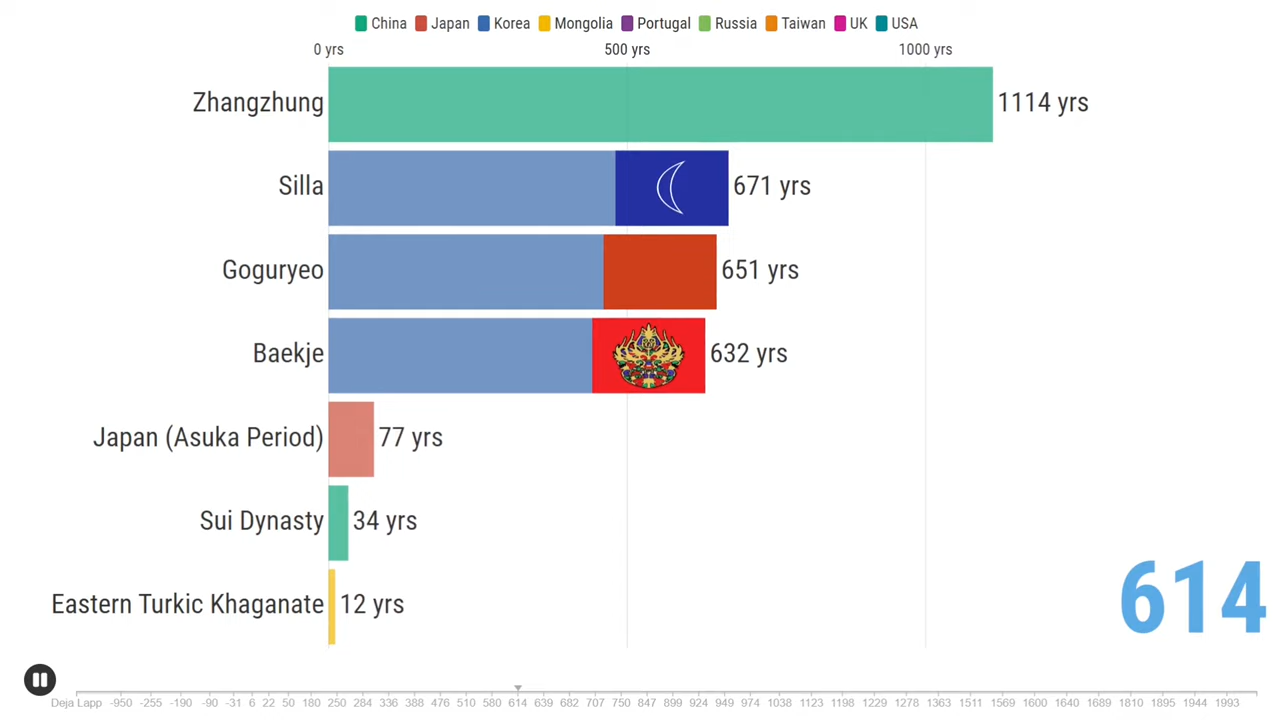 China Japan Korea Mongolia Portugal Russia Taiwan UK USA
0 yrs 500 yrs 1000 yrs
Zhangzhung 1114 yrs
Silla 671 yrs
Goguryeo 651 yrs
Baekje 632 yrs
Japan (Asuka Period) 77 yrs
Sui Dynasty 34 yrs
Eastern Turkic Khaganate 12 yrs
614
Deja Lapp -950 -255 -190 -90 -31 6 22 50 180 250 284 338 386 438 476 510 580 614 639 682 707 750 847 899 924 949 974 1038 1123 1198 1229 1278 1363 1511 1600 1640 1689 1810 1895 1944 1993